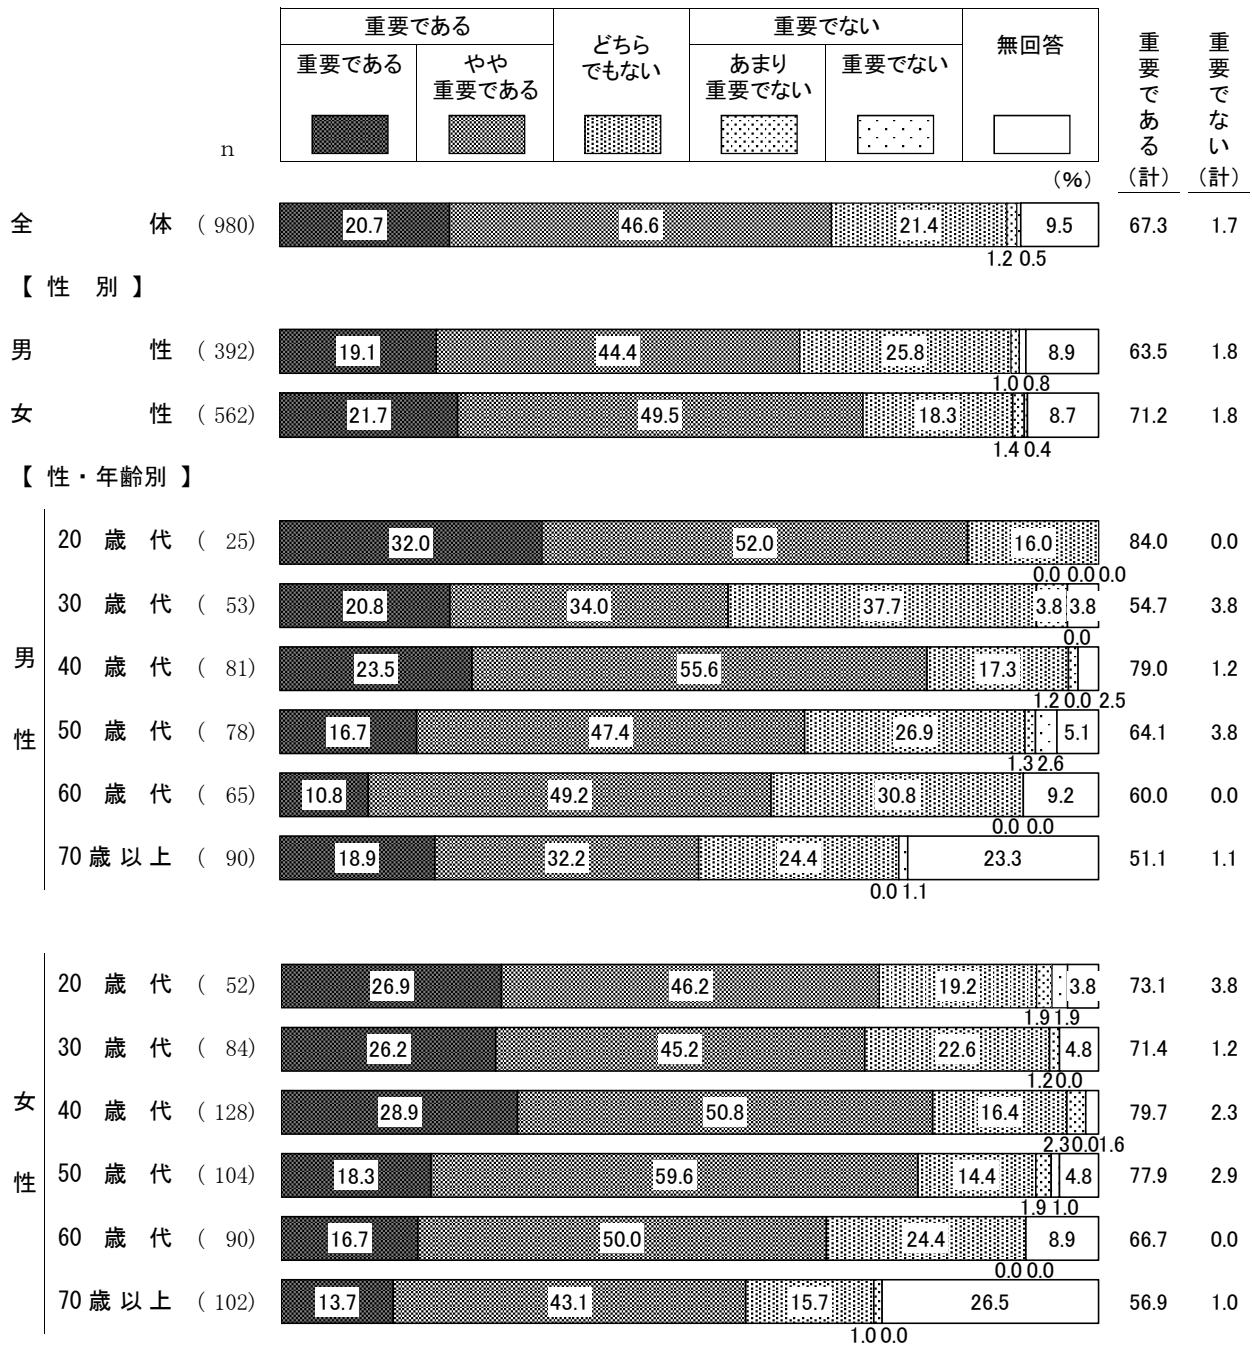 重要である 重要でない
重要である やや重要である どちらでもない あまり重要でない 重要でない 無回答 重要である(計) 重要でない(計)
n
(%)
全体 ( 980) 20.7 46.6 21.4 9.5 67.3 1.7
1.2 0.5
【 性 別 】
男性 ( 392) 19.1 44.4 25.8 8.9 63.5 1.8
1.0 0.8
女性 ( 562) 21.7 49.5 18.3 8.7 71.2 1.8
1.4 0.4
【 性・年齢別 】
男性
20 歳 代 ( 25) 32.0 52.0 16.0 84.0 0.0
0.0 0.0 0.0
30 歳 代 ( 53) 20.8 34.0 37.7 3.8 3.8 54.7 3.8
0.0
40 歳 代 ( 81) 23.5 55.6 17.3 79.0 1.2
1.2 0.0 2.5
50 歳 代 ( 78) 16.7 47.4 26.9 5.1 64.1 3.8
1.3 2.6
60 歳 代 ( 65) 10.8 49.2 30.8 9.2 60.0 0.0
0.0 0.0
70 歳 以 上 ( 90) 18.9 32.2 24.4 23.3 51.1 1.1
0.0 1.1
女性
20 歳 代 ( 52) 26.9 46.2 19.2 3.8 73.1 3.8
1.9 1.9
30 歳 代 ( 84) 26.2 45.2 22.6 4.8 71.4 1.2
1.2 0.0
40 歳 代 ( 128) 28.9 50.8 16.4 79.7 2.3
2.3 0.0 1.6
50 歳 代 ( 104) 18.3 59.6 14.4 4.8 77.9 2.9
1.9 1.0
60 歳 代 ( 90) 16.7 50.0 24.4 8.9 66.7 0.0
0.0 0.0
70 歳 以 上 ( 102) 13.7 43.1 15.7 26.5 56.9 1.0
1.0 0.0